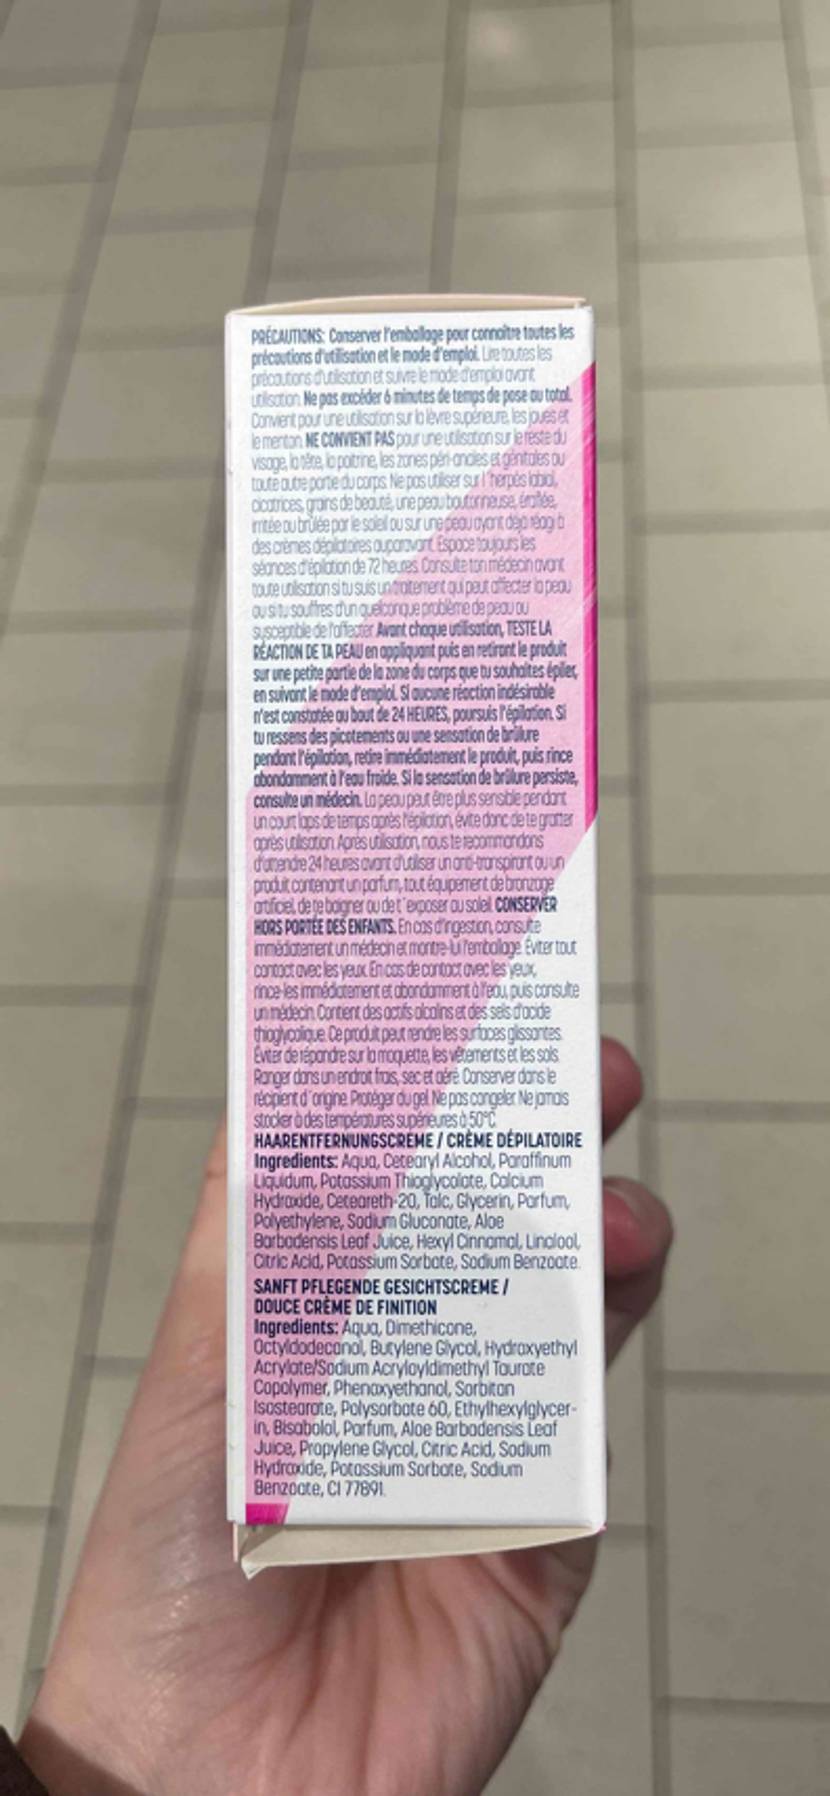 PRÉCAUTIONS: Conserver l'emballage pour connaître toutes les
précautions d'utilisation et le mode d'emploi. Lire toutes les
précautions d'utilisation et suivre le mode d'emploi avant
utilisation. Ne pas excéder 6 minutes de temps de pose au total.
Convient pour une utilisation sur la lèvre supérieure, les joues et
le menton. NE CONVIENT PAS pour une utilisation sur le reste du
visage, la tête, la poitrine, les zones péri-anales et génitales ou
toute autre partie du corps. Ne pas utiliser sur l'herpès labial,
cicatrices, grains de beauté, une peau boutonneuse, éraflée,
irritée ou brûlée par le soleil ou sur une peau ayant déjà réagi à
des crèmes dépilatoires auparavant. Espace toujours les
séances d'épilation de 72 heures. Consulte ton médecin avant
toute utilisation si tu suis un traitement qui peut affecter la peau
ou si tu souffres d'un quelconque problème de peau ou
susceptible de l'affecter. Avant chaque utilisation, TESTE LA
RÉACTION DE TA PEAU en appliquant puis en retirant le produit
sur une petite partie de la zone du corps que tu souhaites épiler,
en suivant le mode d'emploi. Si aucune réaction indésirable
n'est constatée au bout de 24 HEURES, poursuis l'épilation. Si
tu ressens des picotements ou une sensation de brûlure
pendant l'épilation, retire immédiatement le produit, puis rince
abondamment à l'eau froide. Si la sensation de brûlure persiste,
consulte un médecin. La peau peut être plus sensible pendant
un court laps de temps après l'épilation, évite donc de te gratter
après utilisation. Après utilisation, nous te recommandons
d'attendre 24 heures avant d'utiliser un anti-transpirant ou un
produit contenant un parfum, tout équipement de bronzage
artificiel, de te baigner ou de t'exposer au soleil. CONSERVER
HORS PORTÉE DES ENFANTS. En cas d'ingestion, consulte
immédiatement un médecin et montre-lui l'emballage. Éviter tout
contact avec les yeux. En cas de contact avec les yeux,
rince-les immédiatement et abondamment à l'eau, puis consulte
un médecin. Contient des actifs alcalins et des sels d'acide
thioglycolique. Ce produit peut rendre les surfaces glissantes.
Éviter de répandre sur la moquette, les vêtements et les sols.
Ranger dans un endroit frais, sec et aéré. Conserver dans le
récipient d'origine. Protéger du gel. Ne pas congeler. Ne jamais
stocker à des températures supérieures à 50°C.
HAARENTFERNUNGSCREME / CRÈME DÉPILATOIRE
Ingredients: Aqua, Cetearyl Alcohol, Paraffinum
Liquidum, Potassium Thioglycolate, Calcium
Hydroxide, Ceteareth-20, Talc, Glycerin, Parfum,
Polyethylene, Sodium Gluconate, Aloe
Barbadensis Leaf Juice, Hexyl Cinnamal, Linalool,
Citric Acid, Potassium Sorbate, Sodium Benzoate.
SANFT PFLEGENDE GESICHTSCREME /
DOUCE CRÈME DE FINITION
Ingredients: Aqua, Dimethicone,
Octyldodecanol, Butylene Glycol, Hydroxyethyl
Acrylate/Sodium Acryloyldimethyl Taurate
Copolymer, Phenoxyethanol, Sorbitan
Isostearate, Polysorbate 60, Ethylhexylglycer-
in, Bisabolol, Parfum, Aloe Barbadensis Leaf
Juice, Propylene Glycol, Citric Acid, Sodium
Hydroxide, Potassium Sorbate, Sodium
Benzoate, CI 77891.